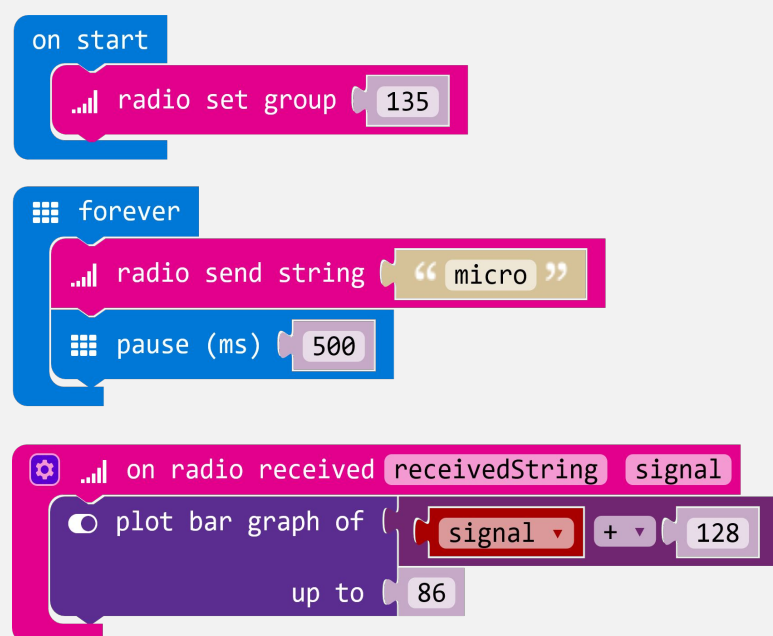 on start
radio set group 135
forever
radio send string “ micro ”
pause (ms) 500
on radio received receivedString signal
plot bar graph of signal + 128
up to 86